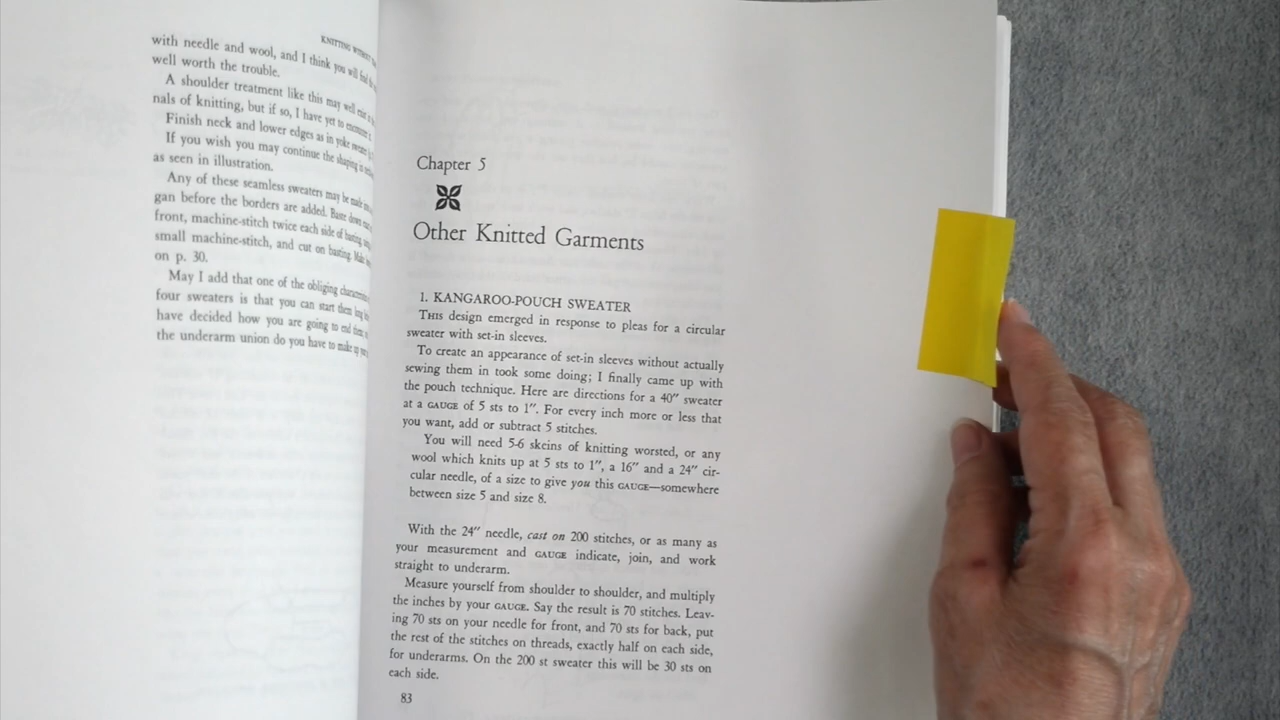 KNITTING WITHOUT
with needle and wool, and I think you will find
well worth the trouble.
A shoulder treatment like this may well exist
nals of knitting, but if so, I have yet to encounter
Finish neck and lower edges as in yoke sweater
If you wish you may continue the shaping
as seen in illustration.
Any of these seamless sweaters may be made
gan before the borders are added. Baste down
front, machine-stitch twice each side of basting
small machine-stitch, and cut on basting.
on p. 30.
May I add that one of the obliging
four sweaters is that you can start them
have decided how you are going to end them
the underarm union do you have to make up
Chapter 5
Other Knitted Garments
1. KANGAROO-POUCH SWEATER
THIS design emerged in response to pleas for a circular
sweater with set-in sleeves.
To create an appearance of set-in sleeves without actually
sewing them in took some doing; I finally came up with
the pouch technique. Here are directions for a 40″ sweater
at a GAUGE of 5 sts to 1″. For every inch more or less that
you want, add or subtract 5 stitches.
You will need 5-6 skeins of knitting worsted, or any
wool which knits up at 5 sts to 1″, a 16″ and a 24″ cir-
cular needle, of a size to give you this GAUGE—somewhere
between size 5 and size 8.
With the 24″ needle, cast on 200 stitches, or as many as
your measurement and GAUGE indicate, join, and work
straight to underarm.
Measure yourself from shoulder to shoulder, and multiply
the inches by your GAUGE. Say the result is 70 stitches. Leav-
ing 70 sts on your needle for front, and 70 sts for back, put
the rest of the stitches on threads, exactly half on each side,
for underarms. On the 200 st sweater this will be 30 sts on
each side.
83